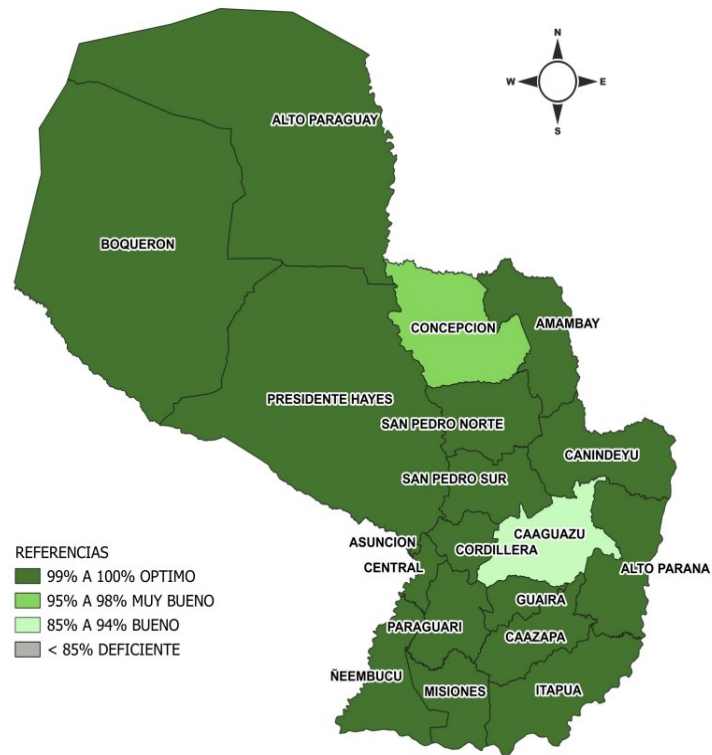 N
W
E
S
ALTO PARAGUAY
BOQUERON
CONCEPCION
AMAMBAY
PRESIDENTE HAYES
SAN PEDRO NORTE
CANINDEYU
SAN PEDRO SUR
CAAGUAZU
ASUNCION
CORDILLERA
CENTRAL
ALTO PARANA
GUAIRA
PARAGUARI
CAAZAPA
ÑEEMBUCU
MISIONES
ITAPUA
REFERENCIAS
99% A 100% OPTIMO
95% A 98% MUY BUENO
85% A 94% BUENO
< 85% DEFICIENTE